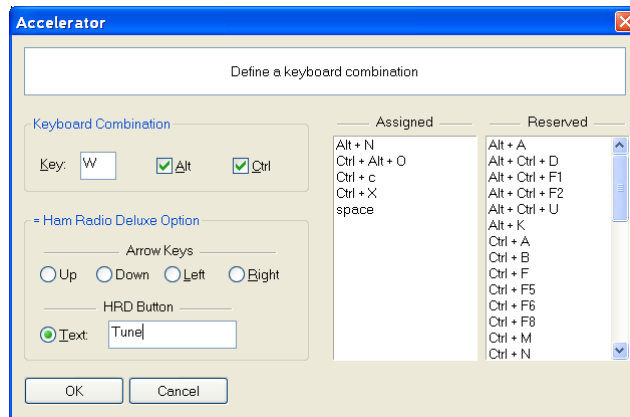 Accelerator
Define a keyboard combination
Keyboard Combination
Key: W Alt Ctrl
= Ham Radio Deluxe Option
Arrow Keys
Up Down Left Right
HRD Button
Text: Tune
OK Cancel
Assigned
Alt + N
Ctrl + Alt + O
Ctrl + c
Ctrl + X
space
Reserved
Alt + A
Alt + Ctrl + D
Alt + Ctrl + F1
Alt + Ctrl + F2
Alt + Ctrl + U
Alt + K
Ctrl + A
Ctrl + B
Ctrl + F
Ctrl + F5
Ctrl + F6
Ctrl + F8
Ctrl + M
Ctrl + N